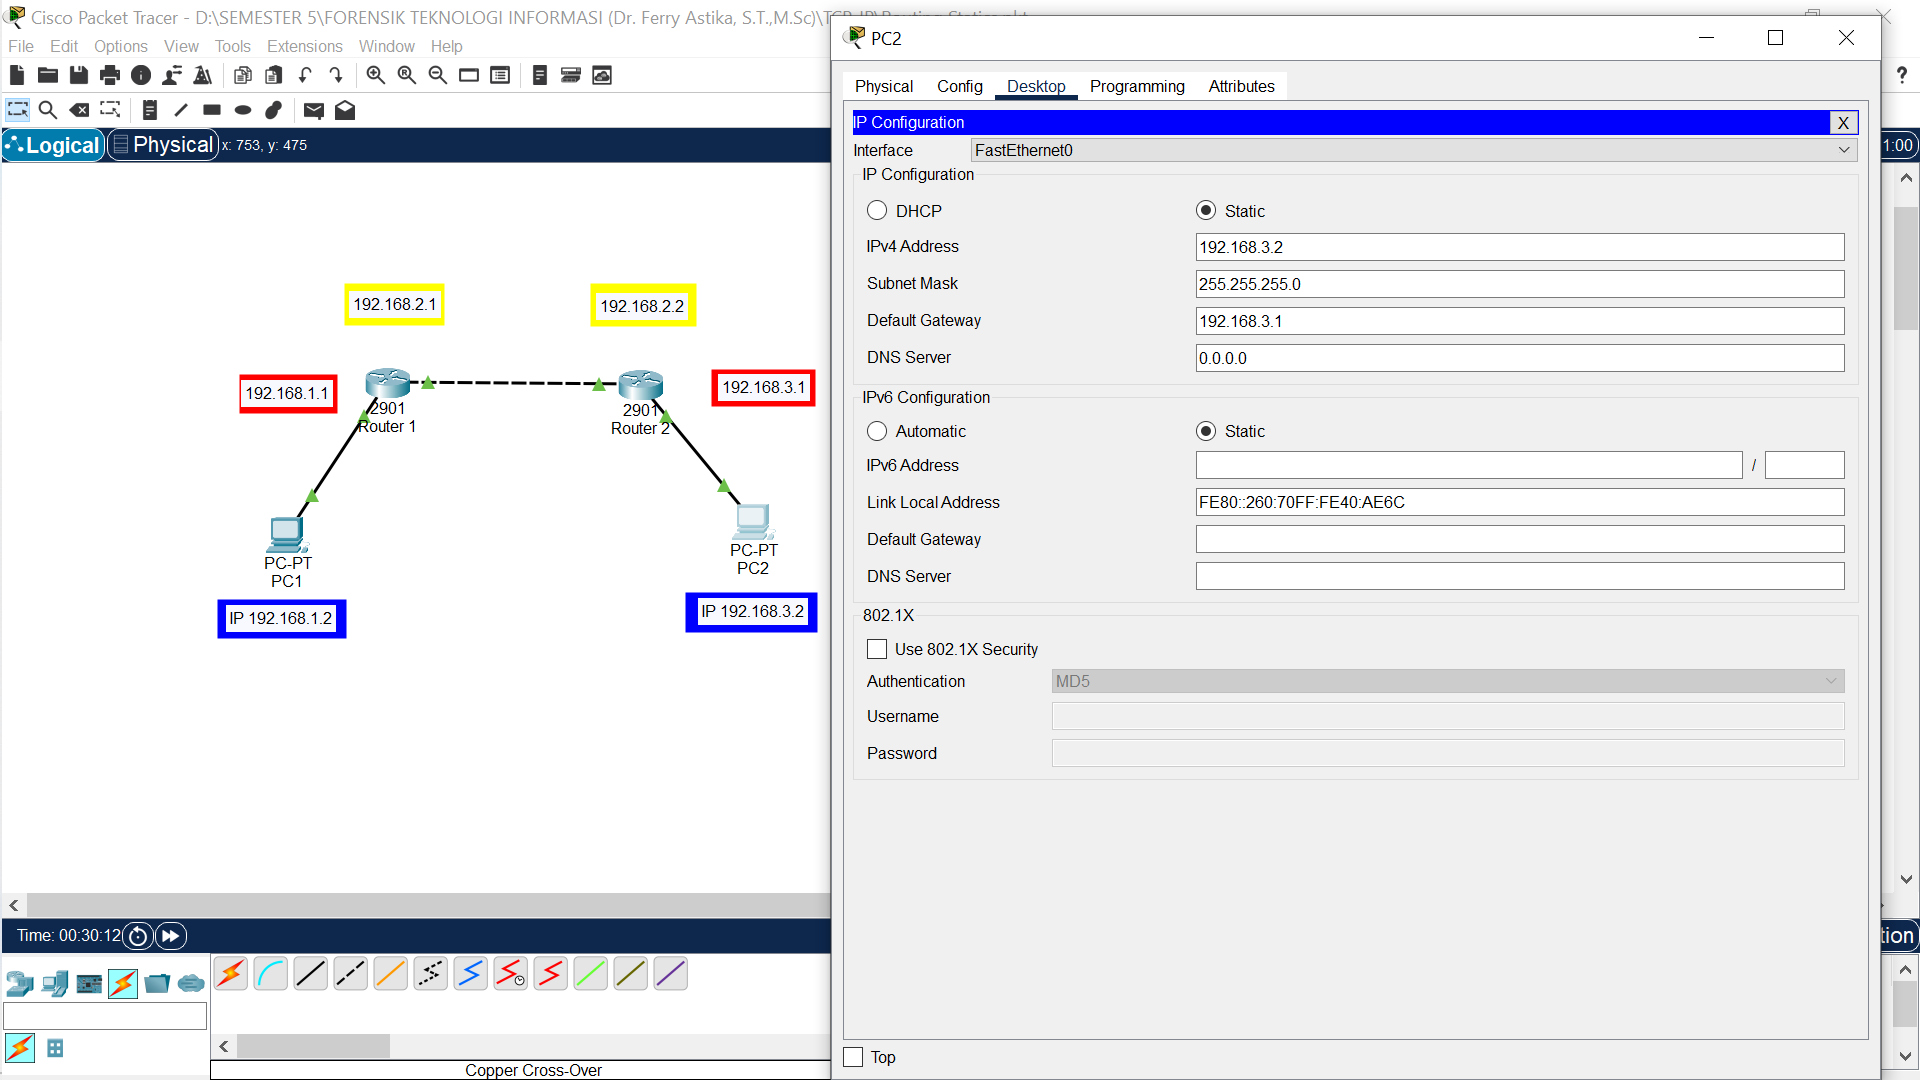 Cisco Packet Tracer - D:\SEMESTER 5\FORENSIK TEKNOLOGI INFORMASI (Dr. Ferry Astika, S.T.,M.Sc)\TCP
File Edit Options View Tools Extensions Window Help
Logical Physical x: 753, y: 475
1:00
192.168.2.1
192.168.2.2
192.168.1.1
192.168.3.1
2901
Router 1
2901
Router 2
PC-PT
PC1
PC-PT
PC2
IP 192.168.1.2
IP 192.168.3.2
Time: 00:30:12
tion
Copper Cross-Over
PC2
Physical Config Desktop Programming Attributes
IP Configuration X
Interface FastEthernet0
IP Configuration
DHCP Static
IPv4 Address 192.168.3.2
Subnet Mask 255.255.255.0
Default Gateway 192.168.3.1
DNS Server 0.0.0.0
IPv6 Configuration
Automatic Static
IPv6 Address /
Link Local Address FE80::260:70FF:FE40:AE6C
Default Gateway
DNS Server
802.1X
Use 802.1X Security
Authentication MD5
Username
Password
Top